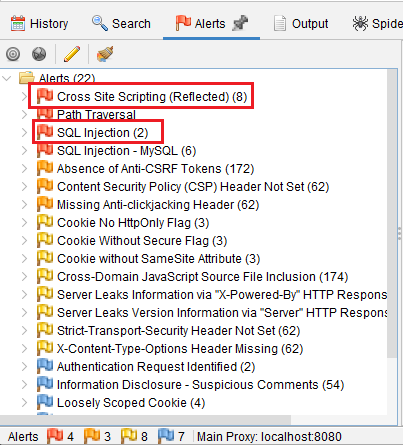 History Search Alerts Output Spide
Alerts (22)
Cross Site Scripting (Reflected) (8)
Path Traversal
SQL Injection (2)
SQL Injection - MySQL (6)
Absence of Anti-CSRF Tokens (172)
Content Security Policy (CSP) Header Not Set (62)
Missing Anti-clickjacking Header (62)
Cookie No HttpOnly Flag (3)
Cookie Without Secure Flag (3)
Cookie without SameSite Attribute (3)
Cross-Domain JavaScript Source File Inclusion (174)
Server Leaks Information via "X-Powered-By" HTTP Respons
Server Leaks Version Information via "Server" HTTP Respons
Strict-Transport-Security Header Not Set (62)
X-Content-Type-Options Header Missing (62)
Authentication Request Identified (2)
Information Disclosure - Suspicious Comments (54)
Loosely Scoped Cookie (4)
Alerts 4 3 8 7 Main Proxy: localhost:8080